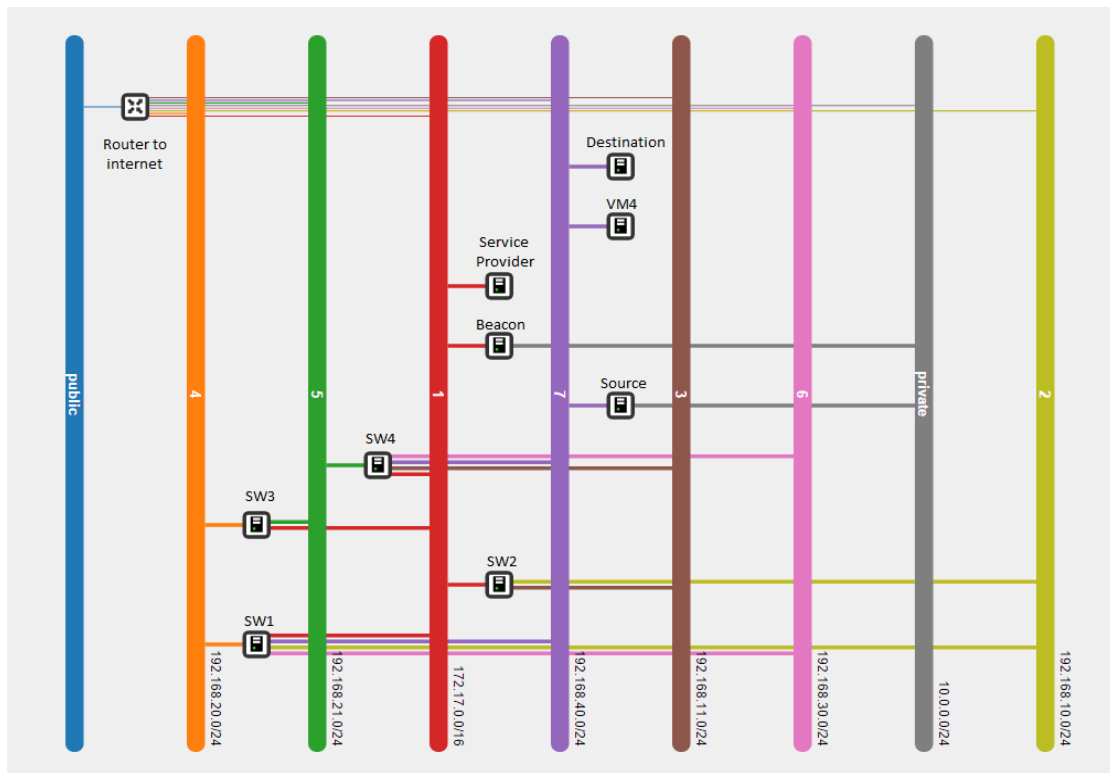 Router to
internet
Destination
VM4
Service
Provider
Beacon
Source
public
4
5
1
7
3
6
private
2
SW4
SW3
SW2
SW1
192.168.20.0/24
192.168.21.0/24
172.17.0.0/16
192.168.40.0/24
192.168.11.0/24
192.168.30.0/24
10.0.0.0/24
192.168.10.0/24